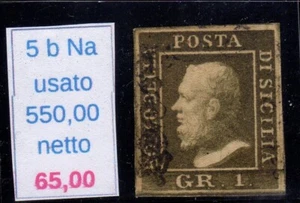 5 b Na
usato
550,00
netto
65,00
POSTA
DI SICILIA
GR. 1.